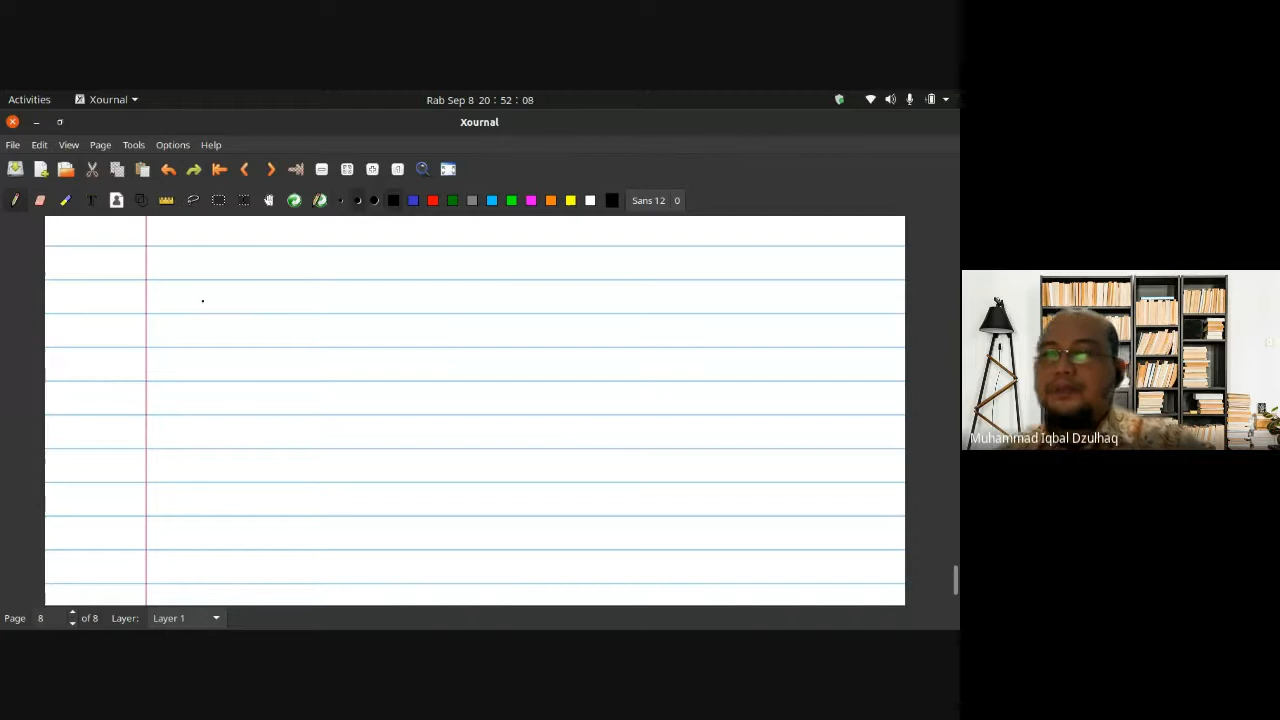 Activities Xournal Rab Sep 8 20:52:08
Xournal
File Edit View Page Tools Options Help
T Sans 12 0
Muhammad Iqbal Dzulhaq
Page 8 of 8 Layer: Layer 1